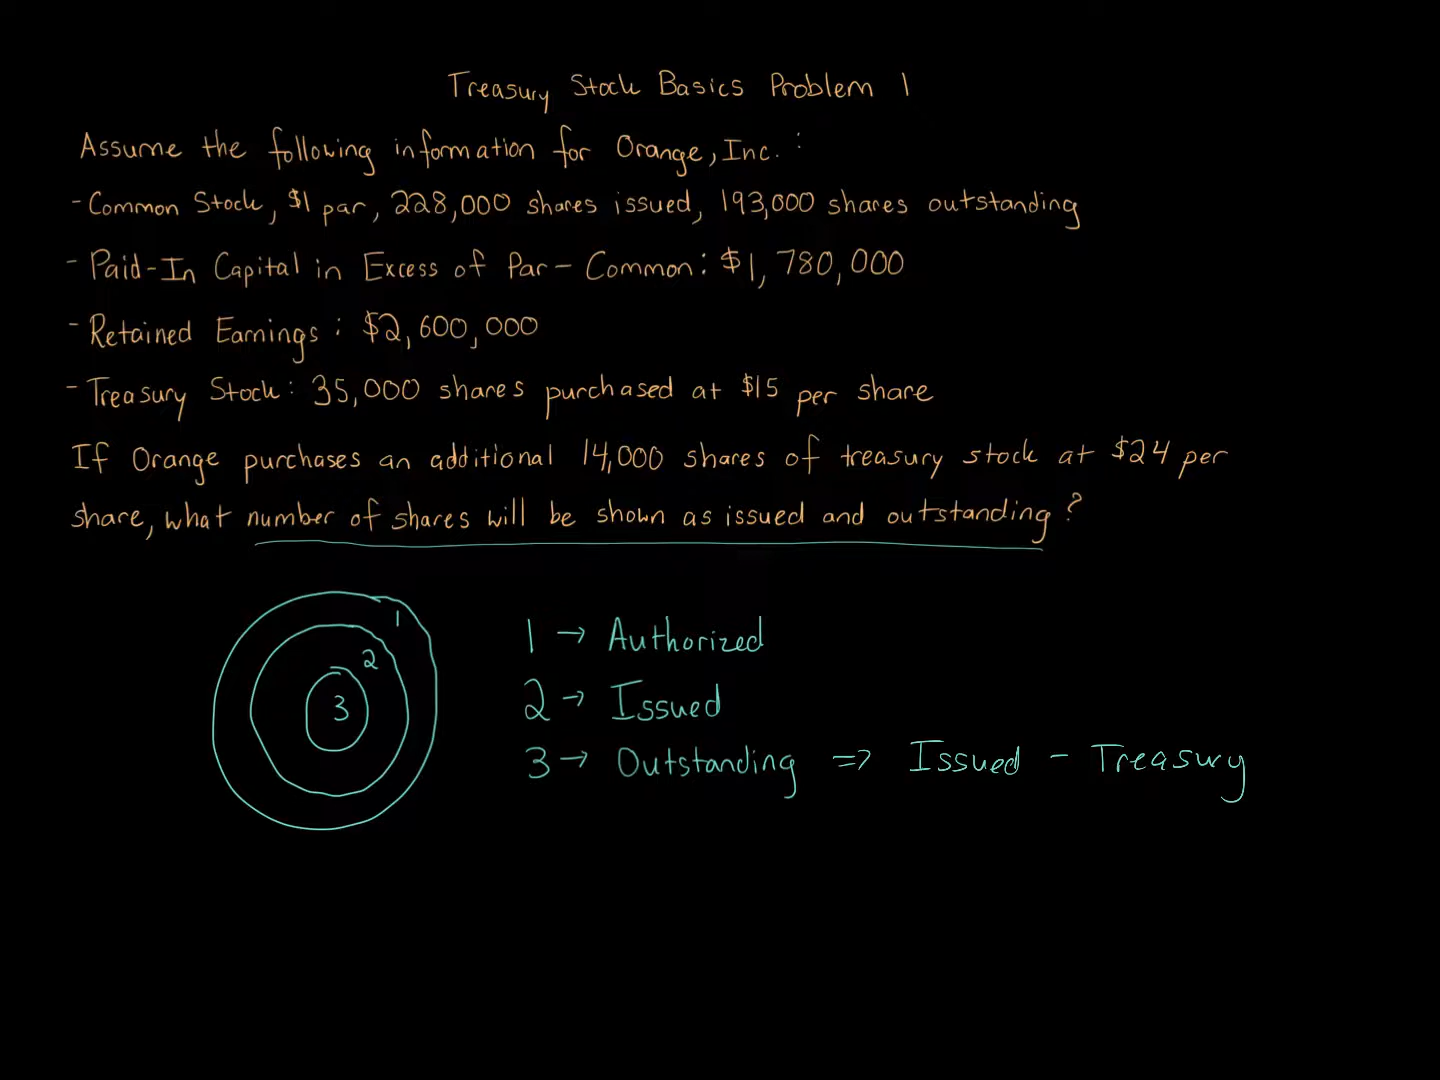 Treasury Stock Basics Problem 1
Assume the following information for Orange, Inc.:
- Common Stock, $1 par, 228,000 shares issued, 193,000 shares outstanding
- Paid-In Capital in Excess of Par - Common: $1,780,000
- Retained Earnings: $2,600,000
- Treasury Stock: 35,000 shares purchased at $15 per share
If Orange purchases an additional 14,000 shares of treasury stock at $24 per
share, what number of shares will be shown as issued and outstanding?
1
2
3
1 → Authorized
2 → Issued
3 → Outstanding ⇒ Issued - Treasury